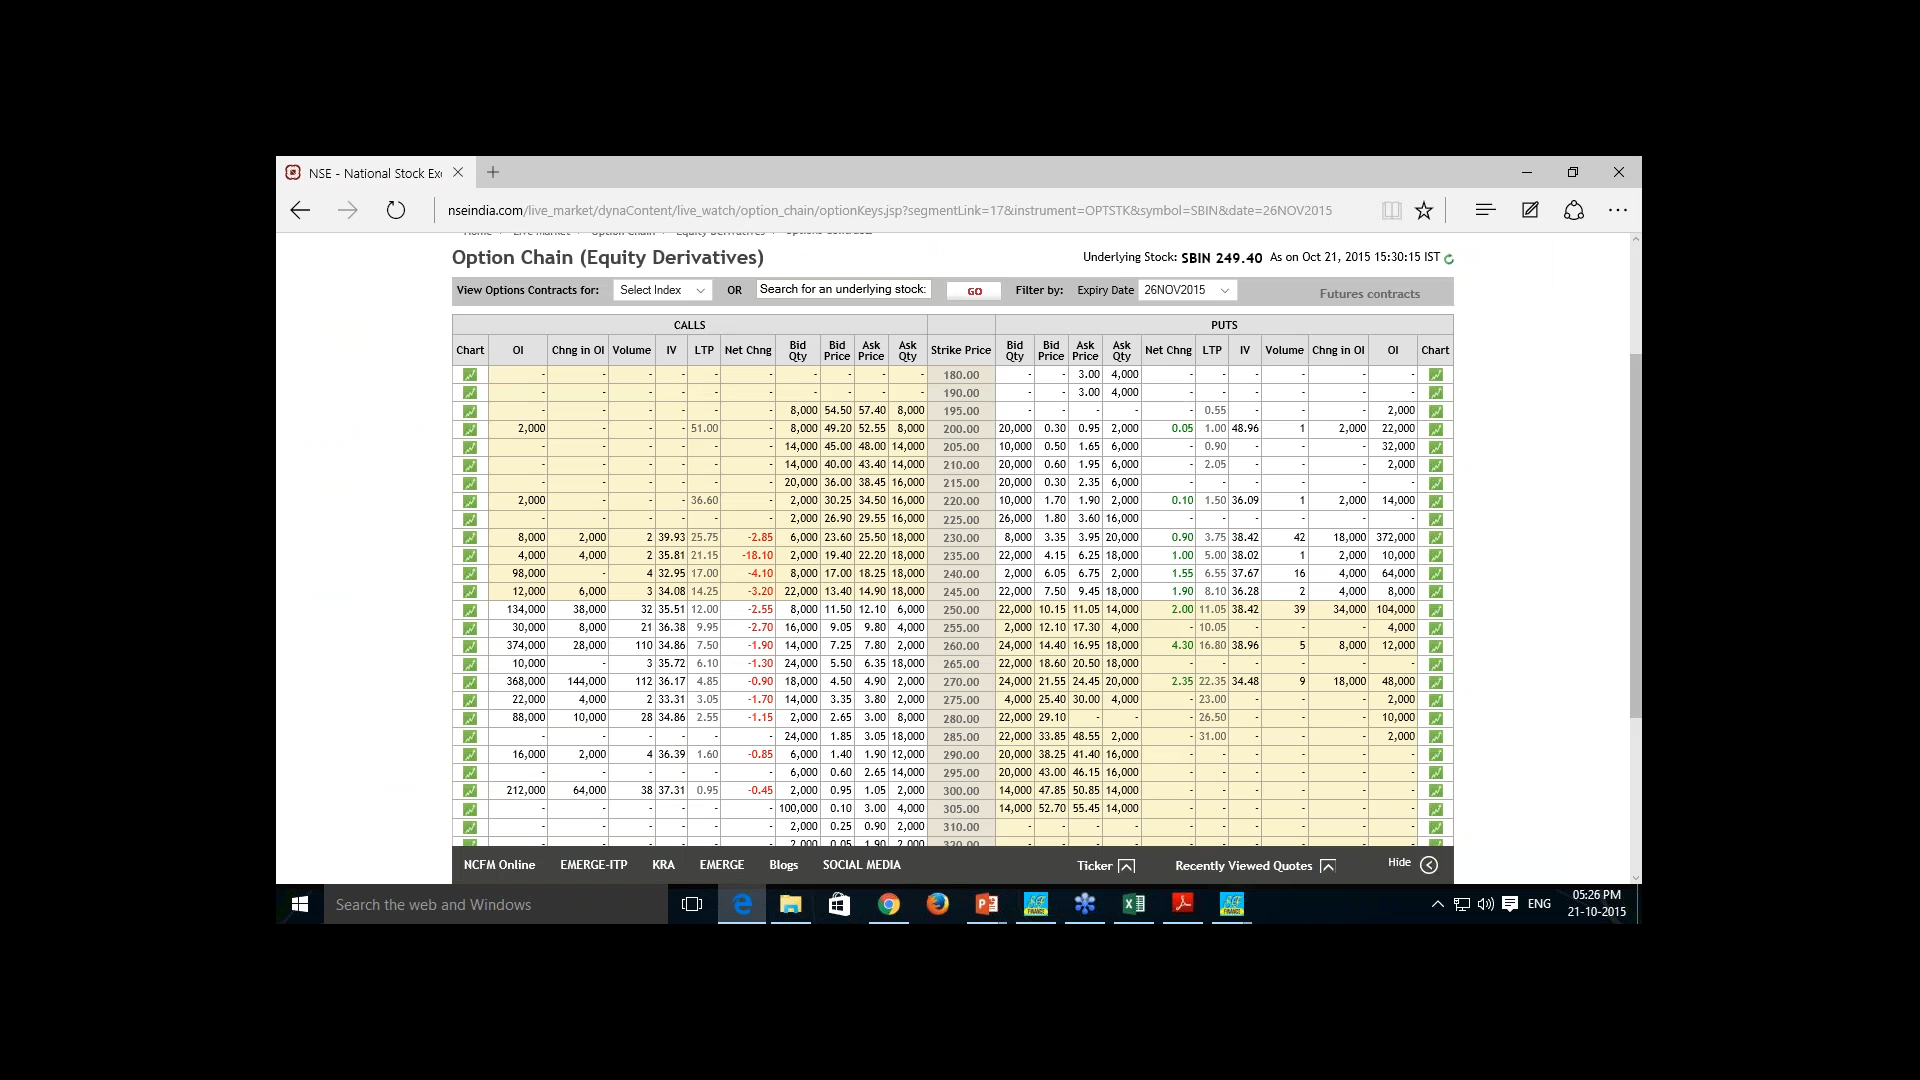 NSE - National Stock Ex
nseindia.com/live_market/dynaContent/live_watch/option_chain/optionKeys.jsp?segmentLink=17&instrument=OPTSTK&symbol=SBIN&date=26NOV2015
Option Chain (Equity Derivatives) Underlying Stock: SBIN 249.40 As on Oct 21, 2015 15:30:15 IST
View Options Contracts for: Select Index OR Search for an underlying stock: GO Filter by: Expiry Date 26NOV2015 Futures contracts
CALLS PUTS
Chart OI Chng in OI Volume IV LTP Net Chng Bid Qty Bid Price Ask Price Ask Qty Strike Price Bid Qty Bid Price Ask Price Ask Qty Net Chng LTP IV Volume Chng in OI OI Chart
- - - - - - - - - - 180.00 - - 3.00 4,000 - - - - - -
- - - - - - - - - - 190.00 - - 3.00 4,000 - - - - - -
- - - - - - 8,000 54.50 57.40 8,000 195.00 - - - - - 0.55 - - - 2,000
2,000 - - - 51.00 - 8,000 49.20 52.55 8,000 200.00 20,000 0.30 0.95 2,000 0.05 1.00 48.96 1 2,000 22,000
- - - - - - 14,000 45.00 48.00 14,000 205.00 10,000 0.50 1.65 6,000 - 0.90 - - - 32,000
- - - - - - 14,000 40.00 43.40 14,000 210.00 20,000 0.60 1.95 6,000 - 2.05 - - - 2,000
- - - - - - 20,000 36.00 38.45 16,000 215.00 20,000 0.30 2.35 6,000 - - - - - -
2,000 - - - 36.60 - 2,000 30.25 34.50 16,000 220.00 10,000 1.70 1.90 2,000 0.10 1.50 36.09 1 2,000 14,000
- - - - - - 2,000 26.90 29.55 16,000 225.00 26,000 1.80 3.60 16,000 - - - - - -
8,000 2,000 2 39.93 25.75 -2.85 6,000 23.60 25.50 18,000 230.00 8,000 3.35 3.95 20,000 0.90 3.75 38.42 42 18,000 372,000
4,000 4,000 2 35.81 21.15 -18.10 2,000 19.40 22.20 18,000 235.00 22,000 4.15 6.25 18,000 1.00 5.00 38.02 1 2,000 10,000
98,000 - 4 32.95 17.00 -4.10 8,000 17.00 18.25 18,000 240.00 2,000 6.05 6.75 2,000 1.55 6.55 37.67 16 4,000 64,000
12,000 6,000 3 34.08 14.25 -3.20 22,000 13.40 14.90 18,000 245.00 22,000 7.50 9.45 18,000 1.90 8.10 36.28 2 4,000 8,000
134,000 38,000 32 35.51 12.00 -2.55 8,000 11.50 12.10 6,000 250.00 22,000 10.15 11.05 14,000 2.00 11.05 38.42 39 34,000 104,000
30,000 8,000 21 36.38 9.95 -2.70 16,000 9.05 9.80 4,000 255.00 2,000 12.10 17.30 4,000 - 10.05 - - - 4,000
374,000 28,000 110 34.86 7.50 -1.90 14,000 7.25 7.80 2,000 260.00 24,000 14.40 16.95 18,000 4.30 16.80 38.96 5 8,000 12,000
10,000 - 3 35.72 6.10 -1.30 24,000 5.50 6.35 18,000 265.00 22,000 18.60 20.50 18,000 - - - - - -
368,000 144,000 112 36.17 4.85 -0.90 18,000 4.50 4.90 2,000 270.00 24,000 21.55 24.45 20,000 2.35 22.35 34.48 9 18,000 48,000
22,000 4,000 2 33.31 3.05 -1.70 14,000 3.35 3.80 2,000 275.00 4,000 25.40 30.00 4,000 - 23.00 - - - 2,000
88,000 10,000 28 34.86 2.55 -1.15 2,000 2.65 3.00 8,000 280.00 22,000 29.10 - - - 26.50 - - - 10,000
- - - - - - 24,000 1.85 3.05 18,000 285.00 22,000 33.85 48.55 2,000 - 31.00 - - - 2,000
16,000 2,000 4 36.39 1.60 -0.85 6,000 1.40 1.90 12,000 290.00 20,000 38.25 41.40 16,000 - - - - - -
- - - - - - 6,000 0.60 2.65 14,000 295.00 20,000 43.00 46.15 16,000 - - - - - -
212,000 64,000 38 37.31 0.95 -0.45 2,000 0.95 1.05 2,000 300.00 14,000 47.85 50.85 14,000 - - - - - -
- - - - - - 100,000 0.10 3.00 4,000 305.00 14,000 52.70 55.45 14,000 - - - - - -
- - - - - - 2,000 0.25 0.90 2,000 310.00 - - - - - - - - - -
NCFM Online EMERGE-ITP KRA EMERGE Blogs SOCIAL MEDIA Ticker Recently Viewed Quotes Hide
Search the web and Windows ENG 05:26 PM
21-10-2015